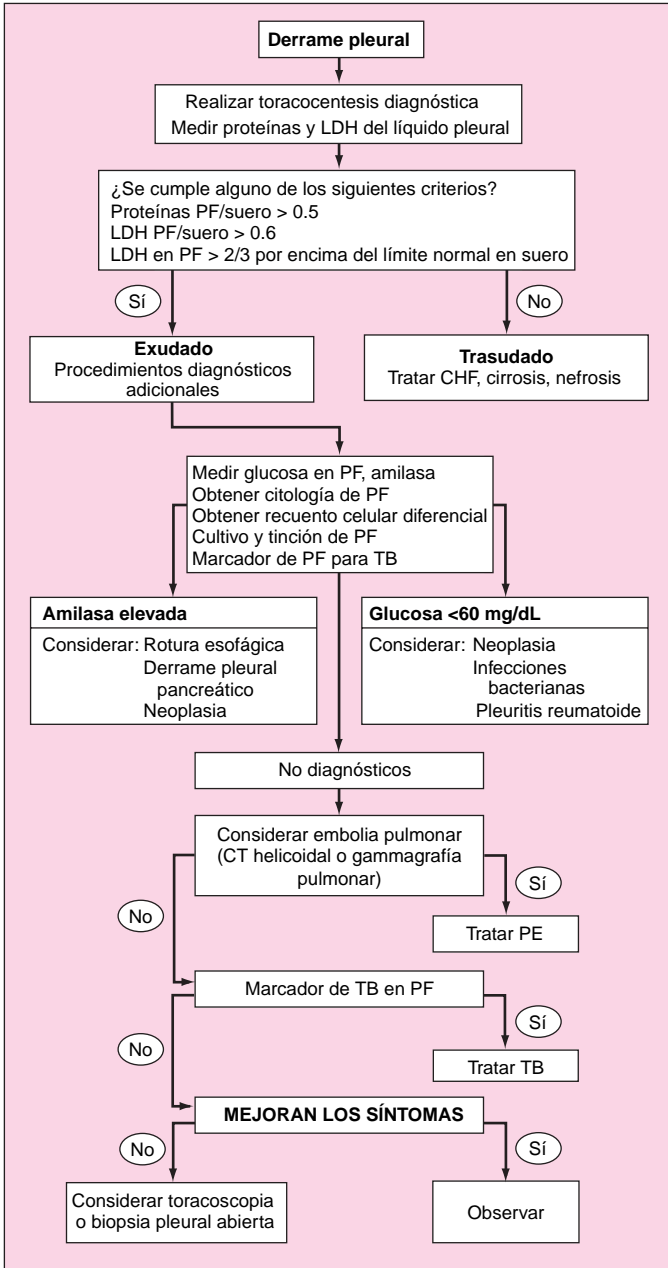 Derrame pleural
Realizar toracocentesis diagnóstica
Medir proteínas y LDH del líquido pleural
¿Se cumple alguno de los siguientes criterios?
Proteínas PF/suero > 0.5
LDH PF/suero > 0.6
LDH en PF > 2/3 por encima del límite normal en suero
Sí
No
Exudado
Procedimientos diagnósticos
adicionales
Trasudado
Tratar CHF, cirrosis, nefrosis
Medir glucosa en PF, amilasa
Obtener citología de PF
Obtener recuento celular diferencial
Cultivo y tinción de PF
Marcador de PF para TB
Amilasa elevada
Considerar: Rotura esofágica
Derrame pleural
pancreático
Neoplasia
Glucosa <60 mg/dL
Considerar: Neoplasia
Infecciones
bacterianas
Pleuritis reumatoide
No diagnósticos
Considerar embolia pulmonar
(CT helicoidal o gammagrafía
pulmonar)
No
Sí
Tratar PE
Marcador de TB en PF
No
Sí
Tratar TB
MEJORAN LOS SÍNTOMAS
No
Sí
Considerar toracoscopia
o biopsia pleural abierta
Observar